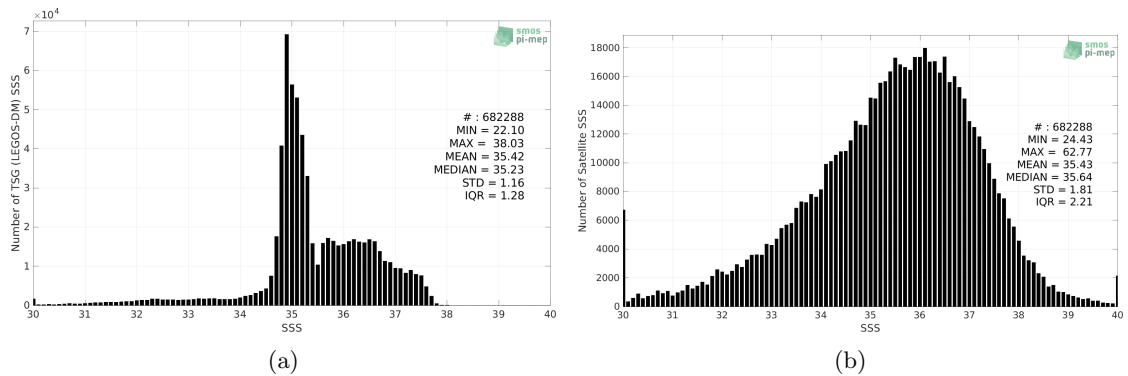 ×10⁴
7
6
5
4
3
2
1
0
Number of TSG (LEGOS-DM) SSS
30 31 32 33 34 35 36 37 38 39 40
SSS
smos
pi-mep
# : 682288
MIN = 22.10
MAX = 38.03
MEAN = 35.42
MEDIAN = 35.23
STD = 1.16
IQR = 1.28
(a)
18000
16000
14000
12000
10000
8000
6000
4000
2000
0
Number of Satellite SSS
30 31 32 33 34 35 36 37 38 39 40
SSS
smos
pi-mep
# : 682288
MIN = 24.43
MAX = 62.77
MEAN = 35.43
MEDIAN = 35.64
STD = 1.81
IQR = 2.21
(b)